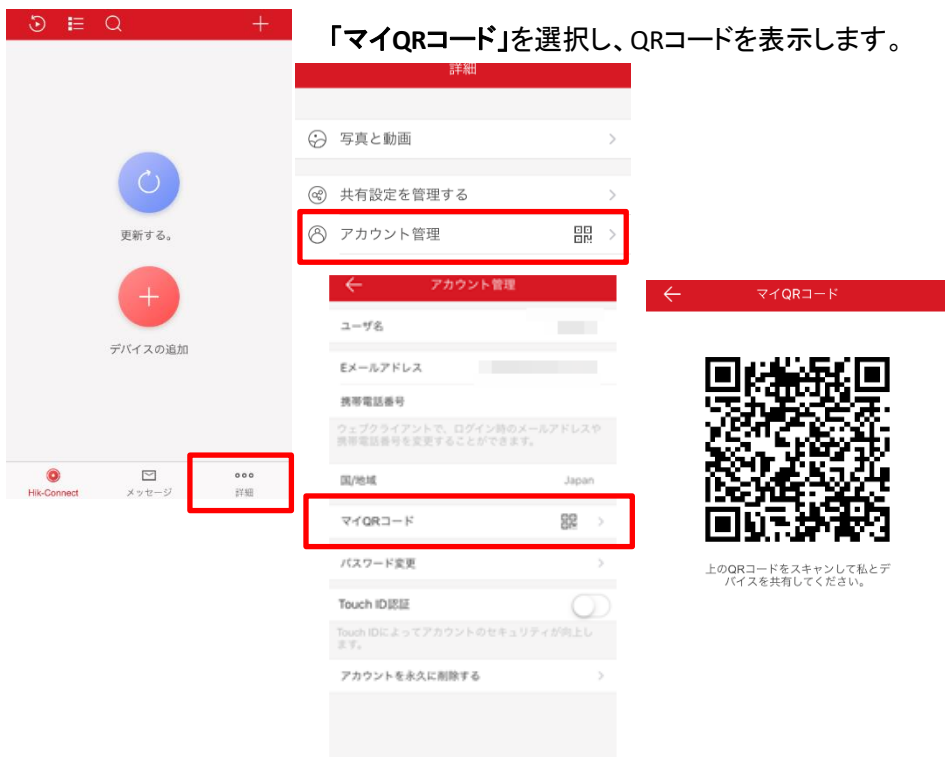 「マイQRコード」を選択し、QRコードを表示します。
更新する。
デバイスの追加
Hik-Connect
メッセージ
詳細
詳細
写真と動画
共有設定を管理する
アカウント管理
アカウント管理
ユーザ名
Eメールアドレス
携帯電話番号
ウェブクライアントで、ログイン時のメールアドレスや
携帯電話番号を変更することができます。
国/地域 Japan
マイQRコード
パスワード変更
Touch ID認証
Touch IDによってアカウントのセキュリティが向上し
ます。
アカウントを永久に削除する
マイQRコード
上のQRコードをスキャンして私とデ
バイスを共有してください。